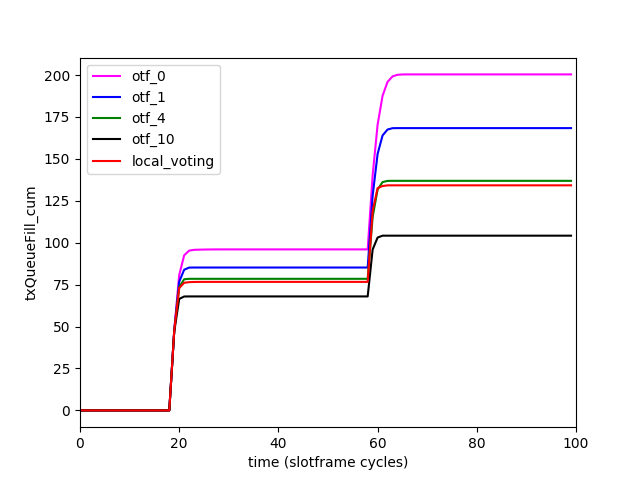 200
175
150
125
100
75
50
25
0
txQueueFill_cum
otf_0
otf_1
otf_4
otf_10
local_voting
0 20 40 60 80 100
time (slotframe cycles)